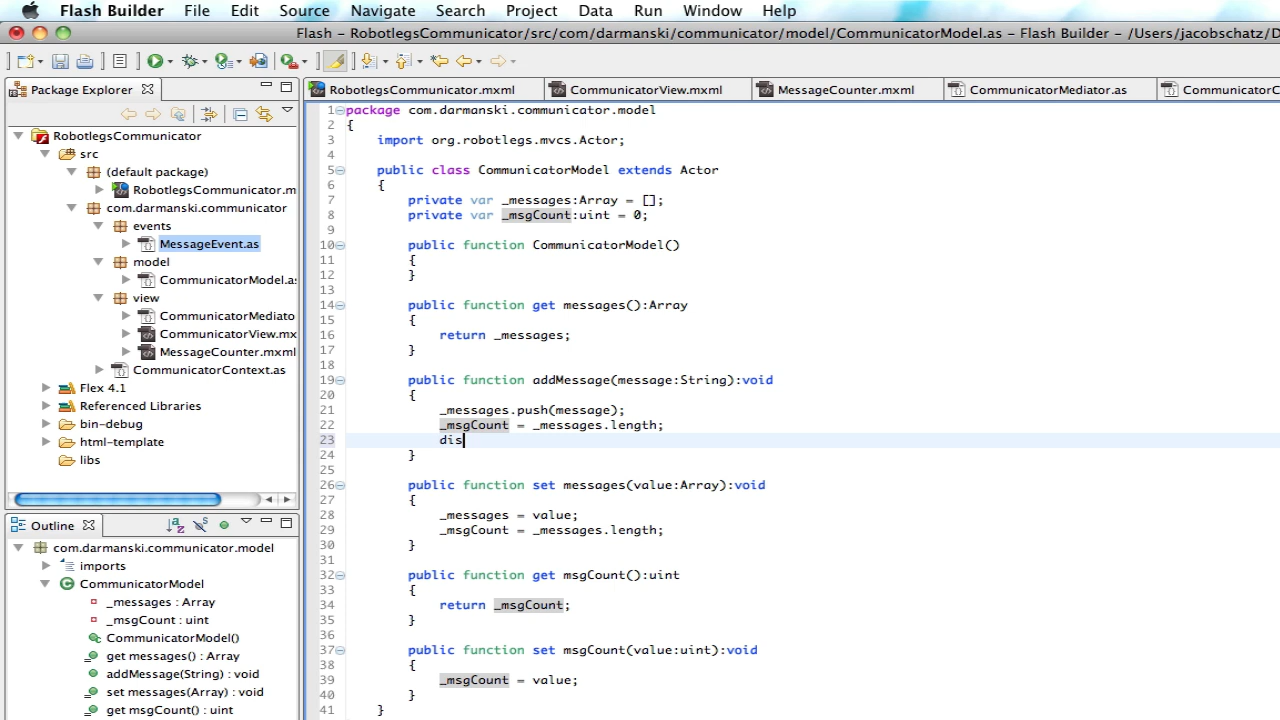 Flash Builder File Edit Source Navigate Search Project Data Run Window Help
Flash - RobotlegsCommunicator/src/com/darmanski/communicator/model/CommunicatorModel.as - Flash Builder - /Users/jacobschatz/D
Package Explorer
RobotlegsCommunicator.mxml CommunicatorView.mxml MessageCounter.mxml CommunicatorMediator.as CommunicatorC
RobotlegsCommunicator
src
(default package)
RobotlegsCommunicator.m
com.darmanski.communicator
events
MessageEvent.as
model
CommunicatorModel.as
view
CommunicatorMediato
CommunicatorView.mx
MessageCounter.mxml
CommunicatorContext.as
Flex 4.1
Referenced Libraries
bin-debug
html-template
libs
Outline
com.darmanski.communicator.model
imports
CommunicatorModel
_messages : Array
_msgCount : uint
CommunicatorModel()
get messages() : Array
addMessage(String) : void
set messages(Array) : void
get msgCount() : uint
1 package com.darmanski.communicator.model
2 {
3 import org.robotlegs.mvcs.Actor;
4
5 public class CommunicatorModel extends Actor
6 {
7 private var _messages:Array = [];
8 private var _msgCount:uint = 0;
9
10 public function CommunicatorModel()
11 {
12 }
13
14 public function get messages():Array
15 {
16 return _messages;
17 }
18
19 public function addMessage(message:String):void
20 {
21 _messages.push(message);
22 _msgCount = _messages.length;
23 dis
24 }
25
26 public function set messages(value:Array):void
27 {
28 _messages = value;
29 _msgCount = _messages.length;
30 }
31
32 public function get msgCount():uint
33 {
34 return _msgCount;
35 }
36
37 public function set msgCount(value:uint):void
38 {
39 _msgCount = value;
40 }
41 }